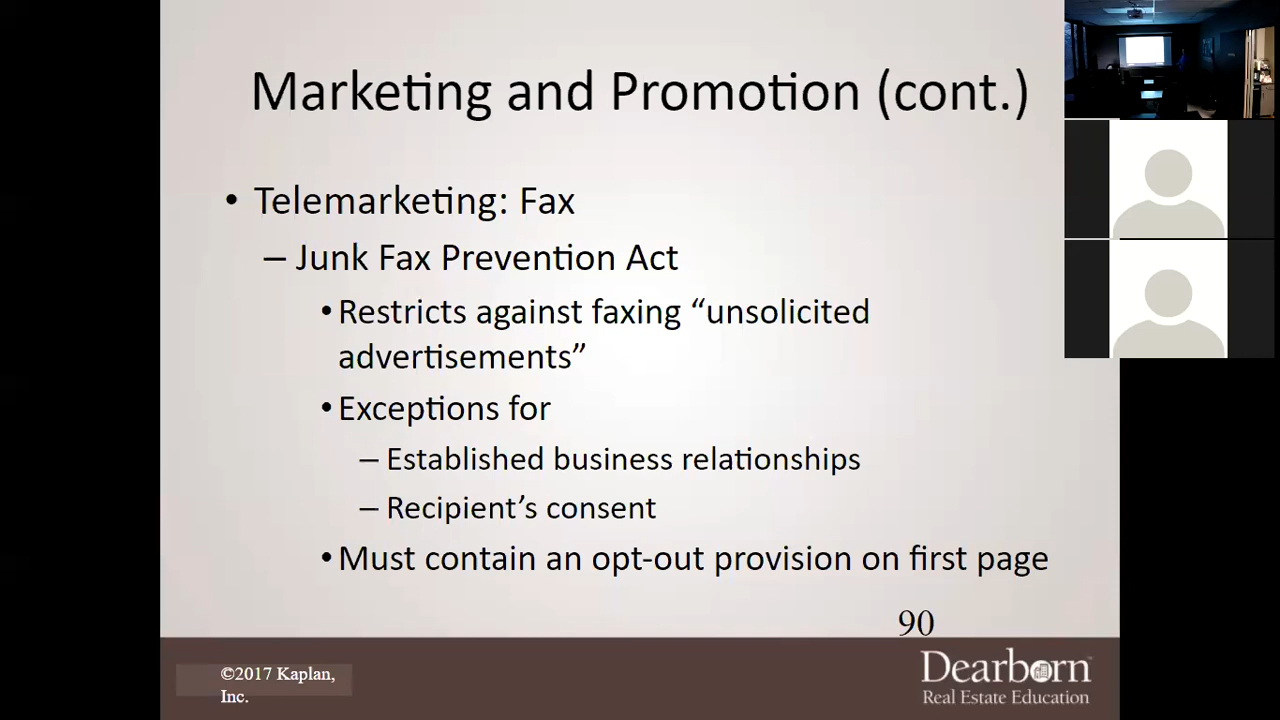 Marketing and Promotion (cont.)
• Telemarketing: Fax
– Junk Fax Prevention Act
• Restricts against faxing “unsolicited
advertisements”
• Exceptions for
– Established business relationships
– Recipient’s consent
• Must contain an opt-out provision on first page
90
©2017 Kaplan,
Inc.
Dearborn
Real Estate Education